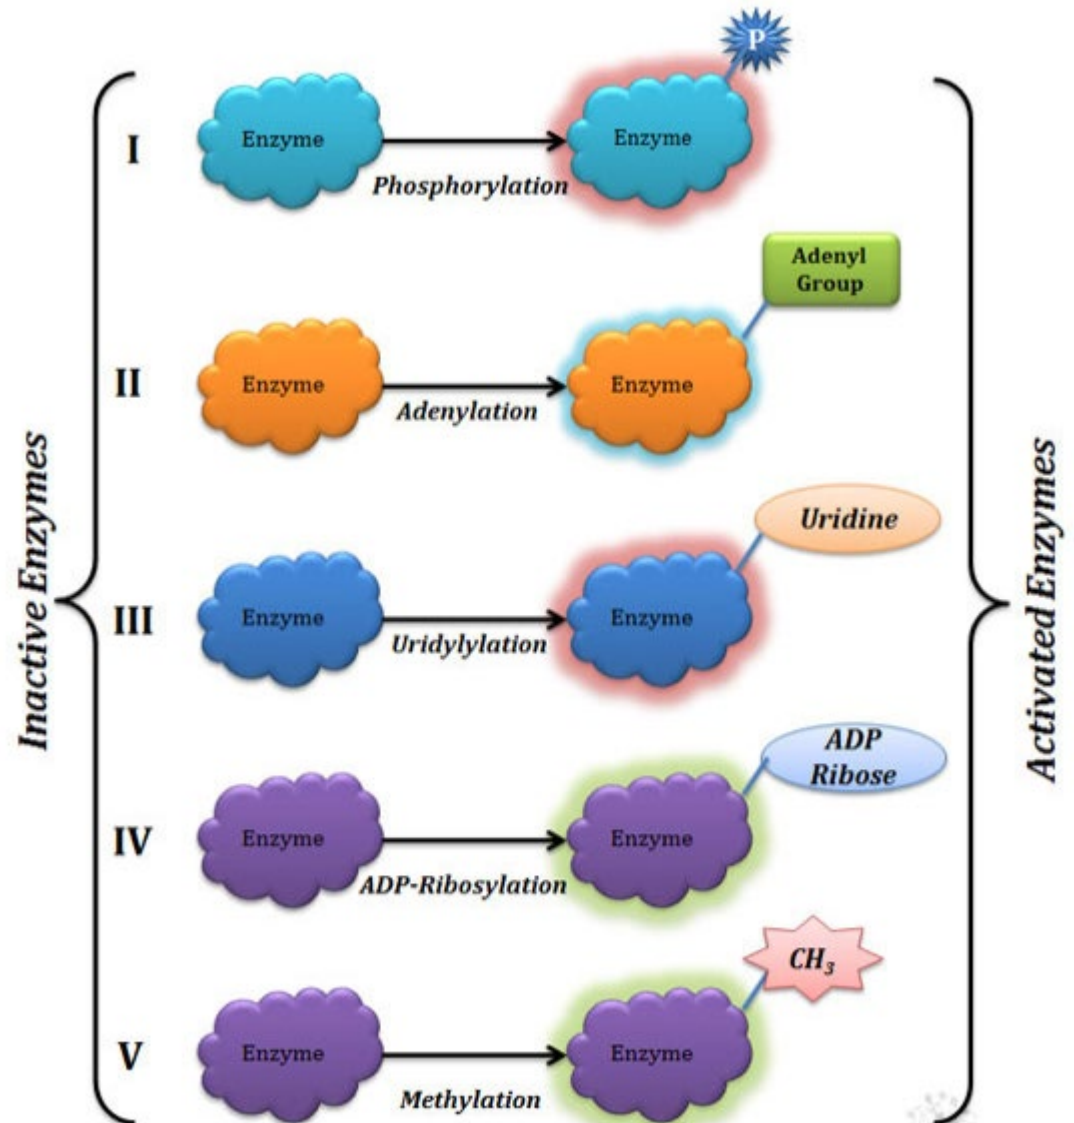 P
I
Enzyme
Enzyme
Phosphorylation
Adenyl
Group
II
Enzyme
Enzyme
Adenylation
Uridine
III
Enzyme
Enzyme
Uridylylation
ADP
Ribose
IV
Enzyme
Enzyme
ADP-Ribosylation
CH₃
V
Enzyme
Enzyme
Methylation
Inactive Enzymes
Activated Enzymes